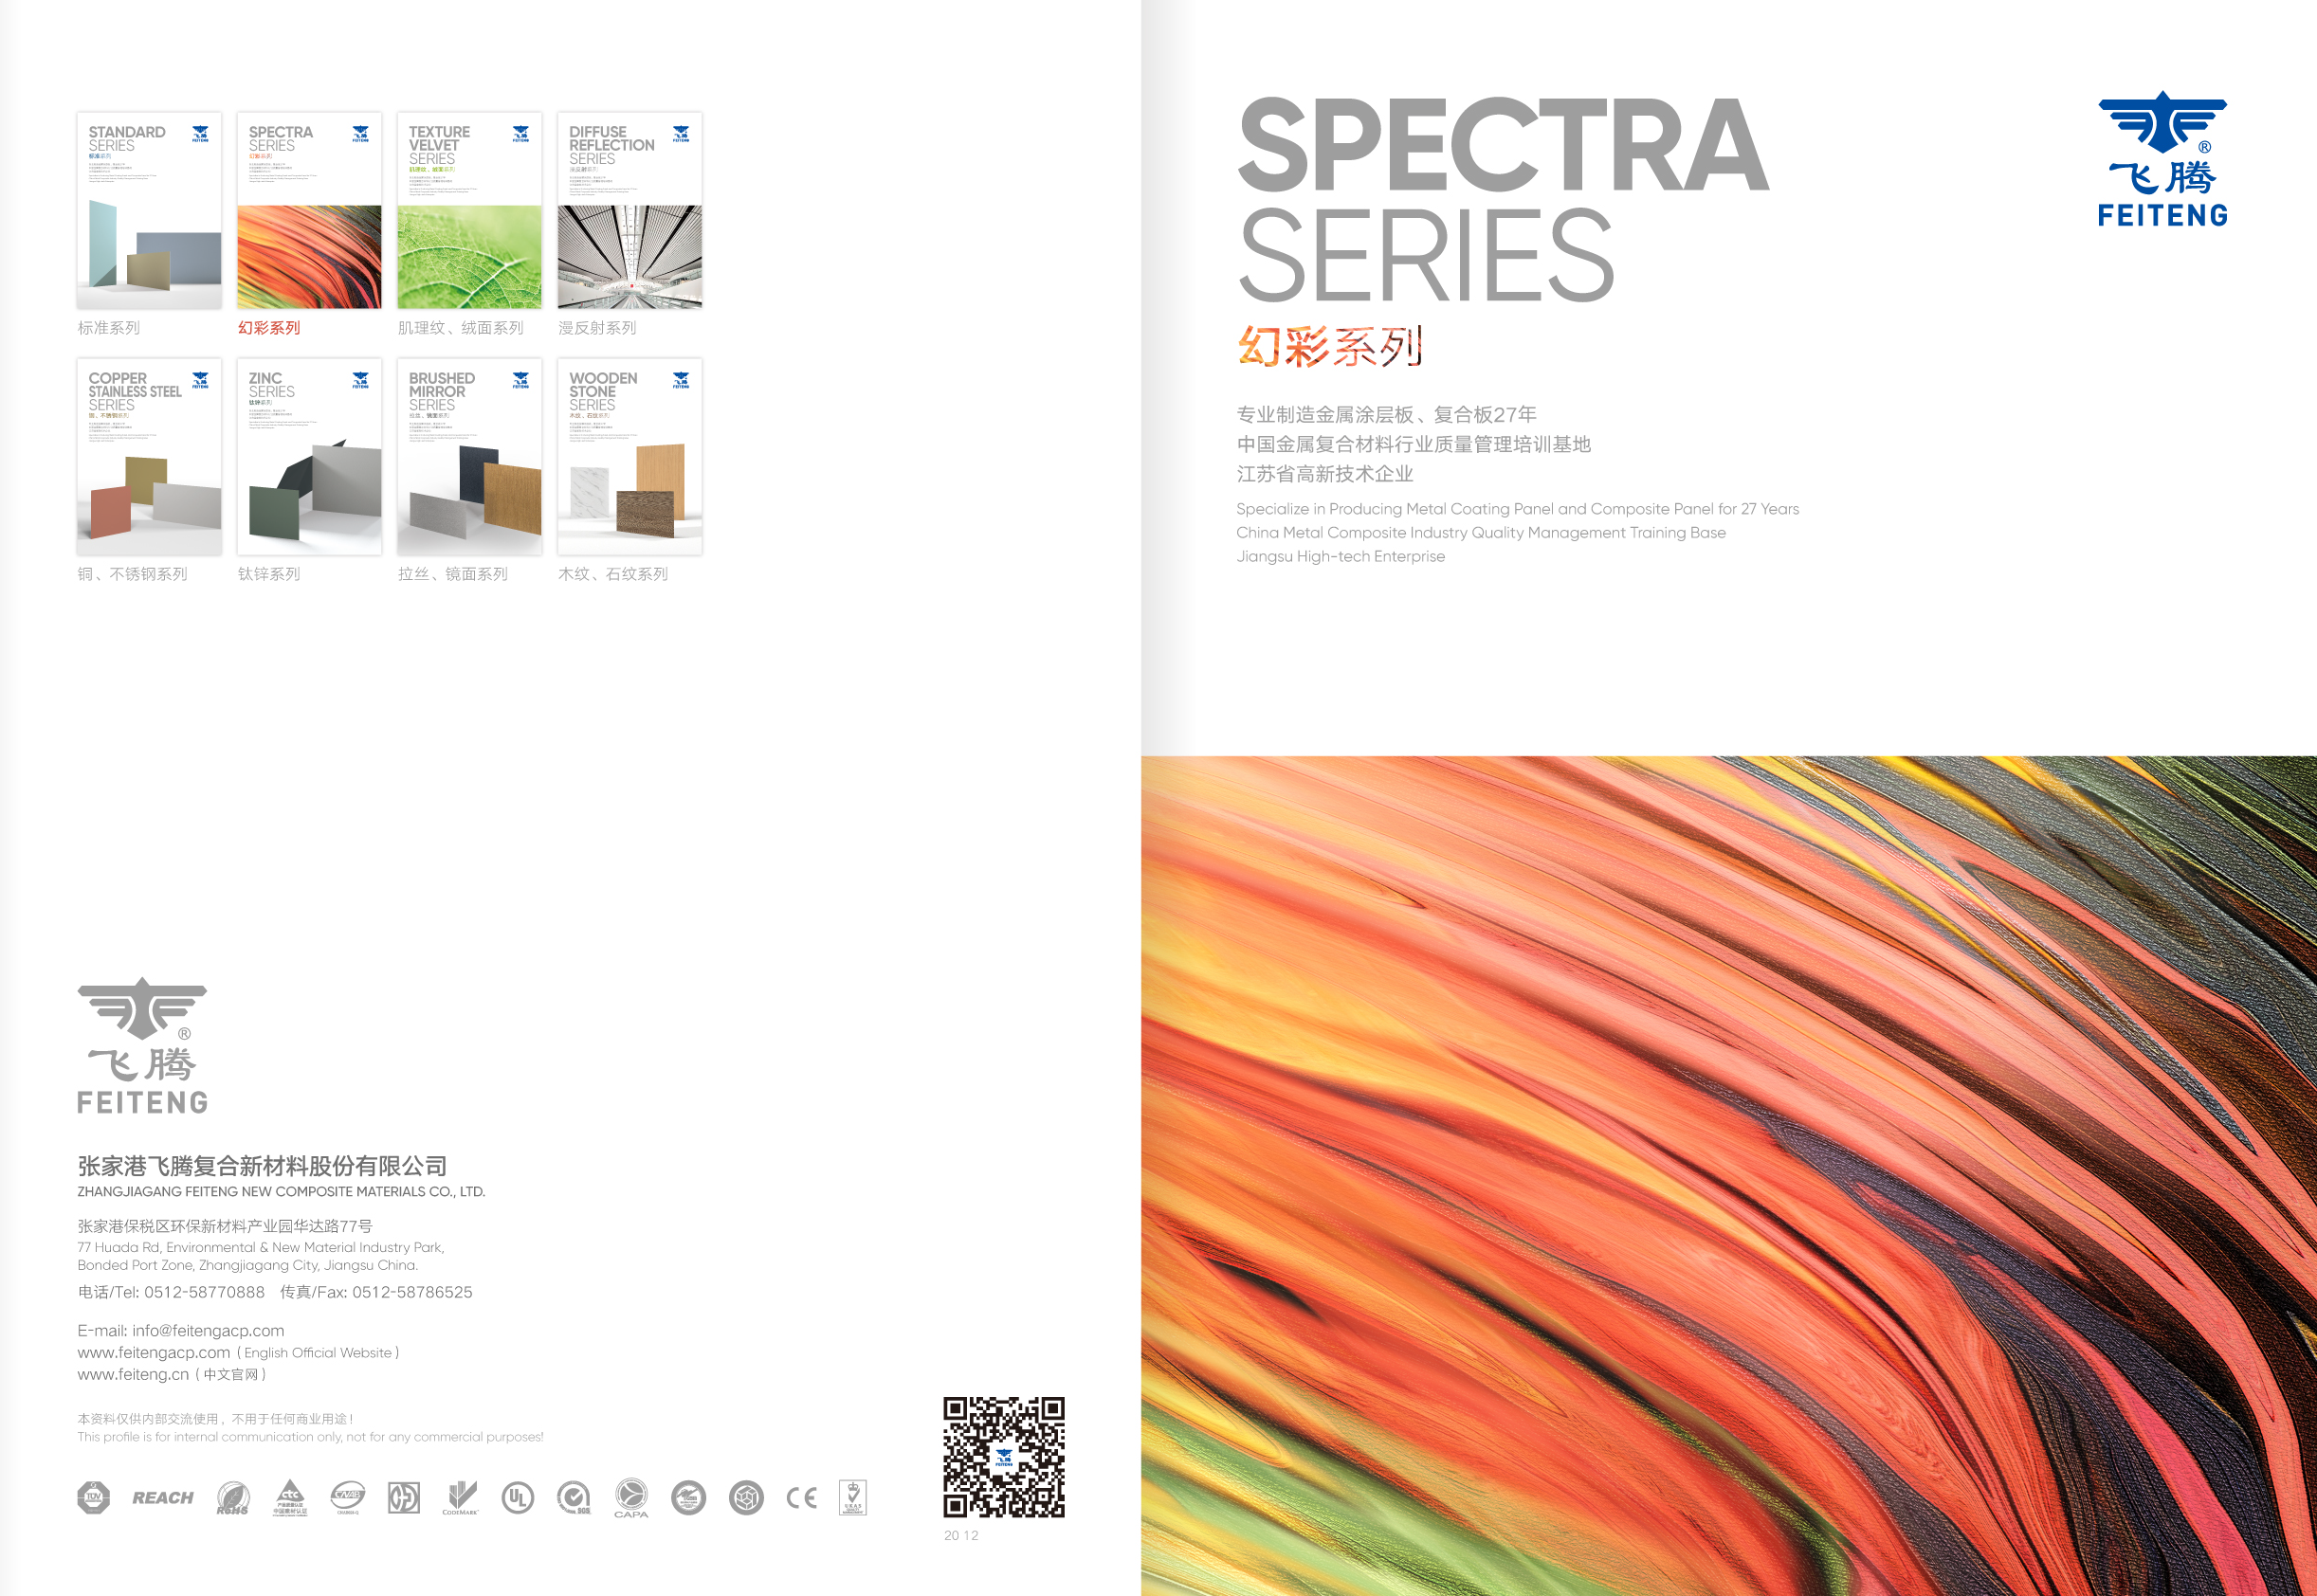 STANDARD
SERIES
标准系列
FEITENG
标准系列
SPECTRA
SERIES
幻彩系列
FEITENG
幻彩系列
TEXTURE
VELVET
SERIES
肌理纹、绒面系列
FEITENG
肌理纹、绒面系列
DIFFUSE
REFLECTION
SERIES
漫反射系列
FEITENG
漫反射系列
COPPER
STAINLESS STEEL
SERIES
铜、不锈钢系列
FEITENG
铜、不锈钢系列
ZINC
SERIES
钛锌系列
FEITENG
钛锌系列
BRUSHED
MIRROR
SERIES
拉丝、镜面系列
FEITENG
拉丝、镜面系列
WOODEN
STONE
SERIES
木纹、石纹系列
FEITENG
木纹、石纹系列
®
飞腾
FEITENG
张家港飞腾复合新材料股份有限公司
ZHANGJIAGANG FEITENG NEW COMPOSITE MATERIALS CO., LTD.
张家港保税区环保新材料产业园华达路77号
77 Huada Rd, Environmental & New Material Industry Park,
Bonded Port Zone, Zhangjiagang City, Jiangsu China.
电话/Tel: 0512-58770888 传真/Fax: 0512-58786525
E-mail: info@feitengacp.com
www.feitengacp.com（English Official Website）
www.feiteng.cn（中文官网）
本资料仅供内部交流使用，不用于任何商业用途！
This profile is for internal communication only, not for any commercial purposes!
TÜV
REACH
RoHS
CTC
CNAS
CODEMARK
UL
SGS
CAPA
CE
UKAS
FEITENG
20 12
SPECTRA
SERIES
幻彩系列
专业制造金属涂层板、复合板27年
中国金属复合材料行业质量管理培训基地
江苏省高新技术企业
Specialize in Producing Metal Coating Panel and Composite Panel for 27 Years
China Metal Composite Industry Quality Management Training Base
Jiangsu High-tech Enterprise
®
飞腾
FEITENG